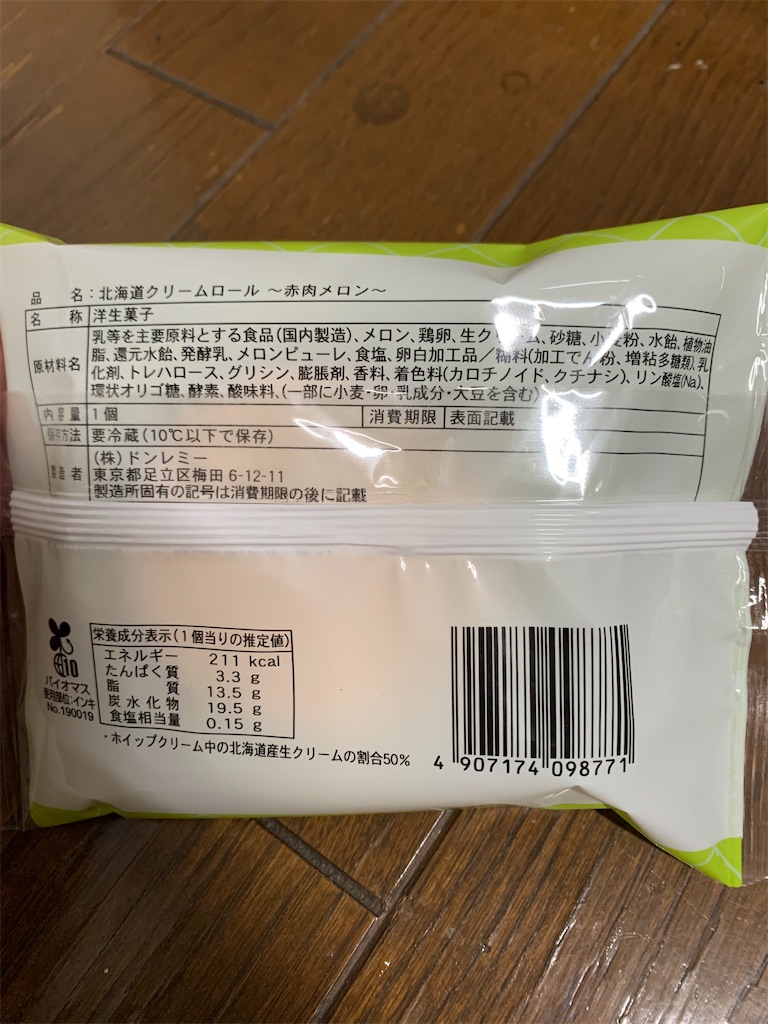 品 名：北海道クリームロール ～赤肉メロン～
名 称 洋生菓子
原材料名 乳等を主要原料とする食品(国内製造)、メロン、鶏卵、生ク ム、砂糖、小麦粉、水飴、植物油
脂、還元水飴、発酵乳、メロンピューレ、食塩、卵白加工品／糊料(加工でん粉、増粘多糖類)、乳
化剤、トレハロース、グリシン、膨脹剤、香料、着色料(カロチノイド、クチナシ)、リン酸塩(Na)、
環状オリゴ糖、酵素、酸味料、(一部に小麦・卵・乳成分・大豆を含む)
内容量 1個 消費期限 表面記載
保存方法 要冷蔵(10℃以下で保存)
製造者 (株)ドンレミー
東京都足立区梅田 6-12-11
製造所固有の記号は消費期限の後に記載
栄養成分表示(1個当りの推定値)
エネルギー 211 kcal
たんぱく質 3.3 g
脂 質 13.5 g
炭水化物 19.5 g
食塩相当量 0.15 g
10
バイオマス
使用部位:インキ
No.190019
・ホイップクリーム中の北海道産生クリームの割合50%
4 907174 098771